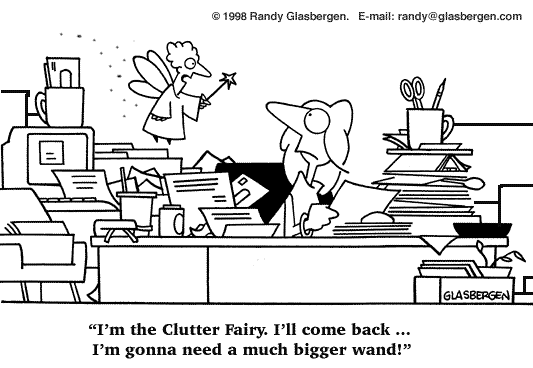 © 1998 Randy Glasbergen. E-mail: randy@glasbergen.com
GLASBERGEN
“I’m the Clutter Fairy. I’ll come back ...
I’m gonna need a much bigger wand!”